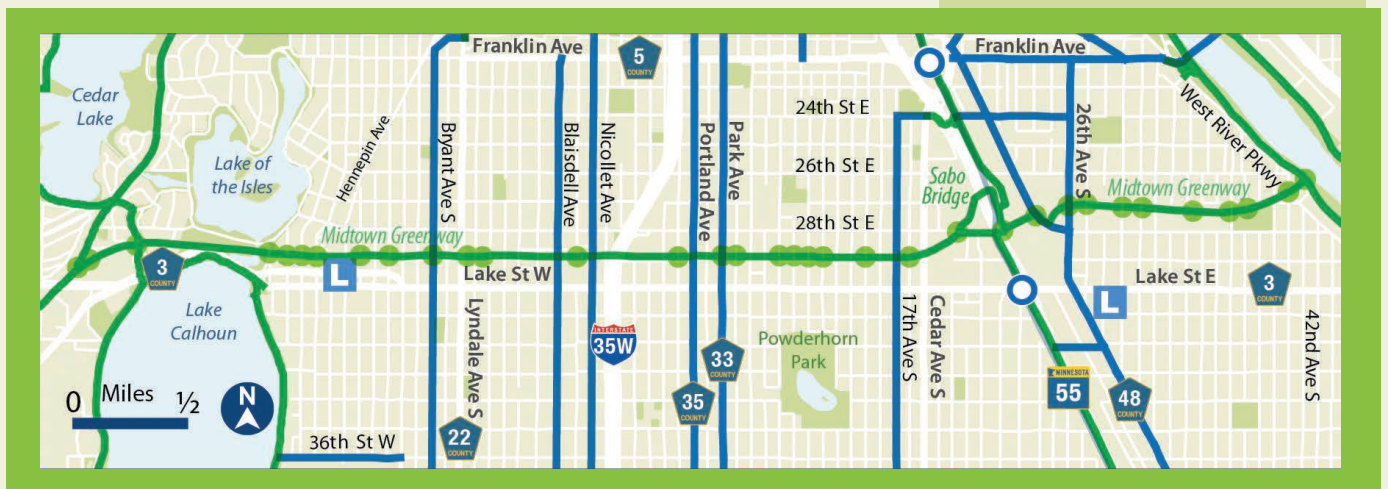 Franklin Ave
5
COUNTY
Franklin Ave
Cedar
Lake
Lake of
the Isles
Hennepin Ave
Bryant Ave S
Blaisdell Ave
Nicollet Ave
Portland Ave
Park Ave
24th St E
26th St E
28th St E
Sabo
Bridge
26th Ave S
West River Pkwy
Midtown Greenway
Midtown Greenway
3
COUNTY
L
Lake St W
Lake St E
L
3
COUNTY
Lake
Calhoun
Lyndale Ave S
INTERSTATE
35W
33
COUNTY
35
COUNTY
Powderhorn
Park
17th Ave S
Cedar Ave S
MINNESOTA
55
48
COUNTY
42nd Ave S
0 Miles ½
N
36th St W
22
COUNTY